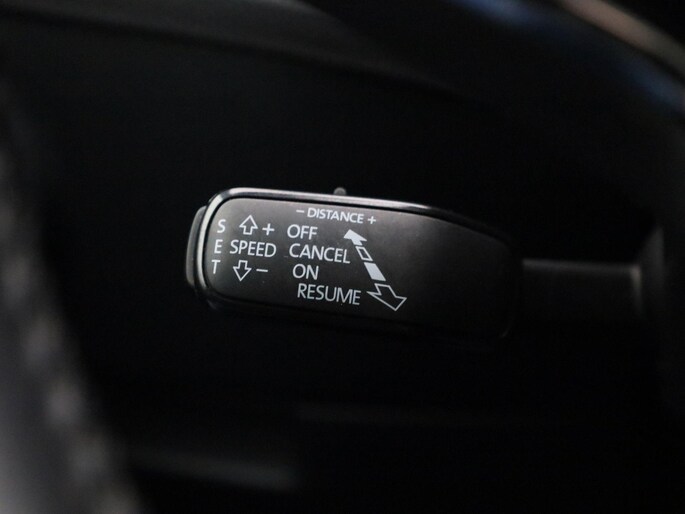 - DISTANCE +
S + OFF
E SPEED CANCEL
T - ON
RESUME